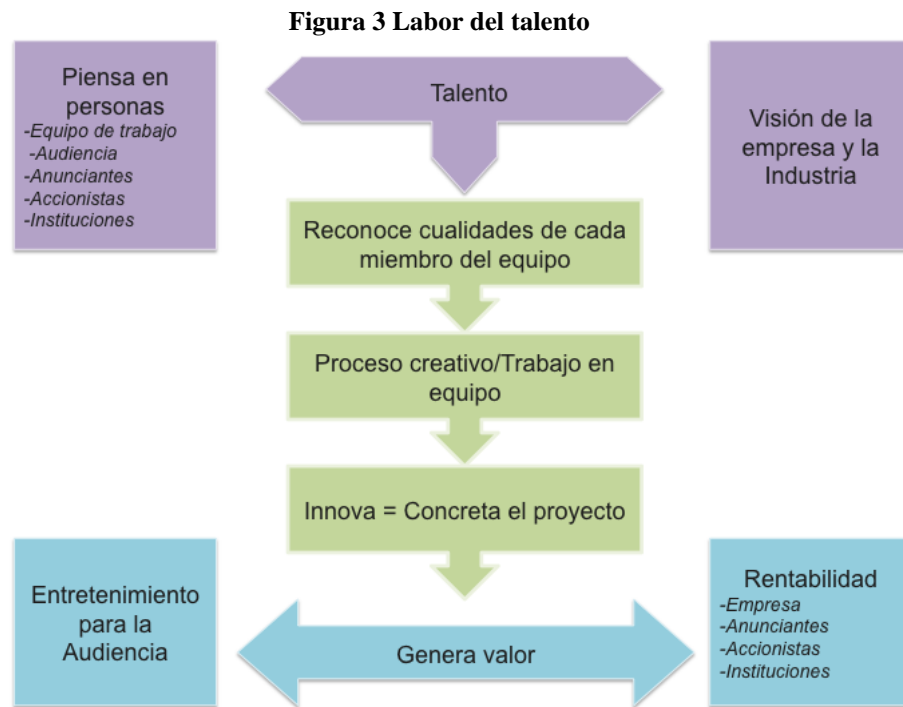 Figura 3 Labor del talento
Piensa en
personas
-Equipo de trabajo
-Audiencia
-Anunciantes
-Accionistas
-Instituciones
Talento
Visión de la
empresa y la
Industria
Reconoce cualidades de cada
miembro del equipo
Proceso creativo/Trabajo en
equipo
Innova = Concreta el proyecto
Entretenimiento
para la
Audiencia
Genera valor
Rentabilidad
-Empresa
-Anunciantes
-Accionistas
-Instituciones